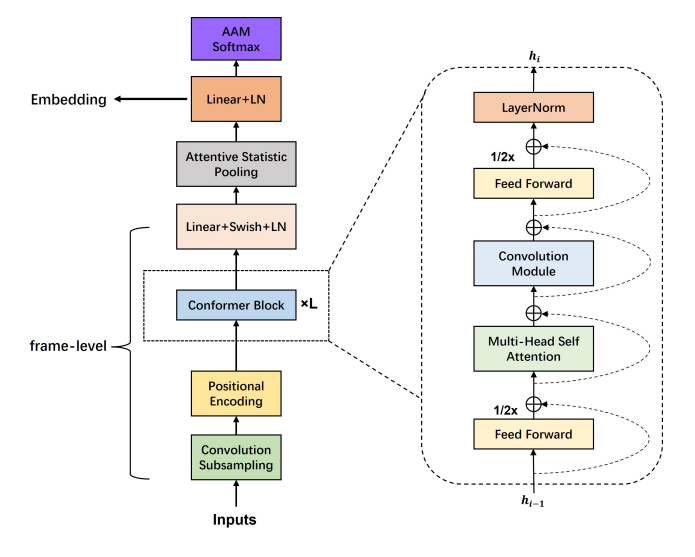 AAM
Softmax
Embedding
Linear+LN
Attentive Statistic
Pooling
Linear+Swish+LN
Conformer Block
×L
frame-level
Positional
Encoding
Convolution
Subsampling
Inputs
h_i
LayerNorm
1/2x
Feed Forward
Convolution
Module
Multi-Head Self
Attention
1/2x
Feed Forward
h_{i-1}